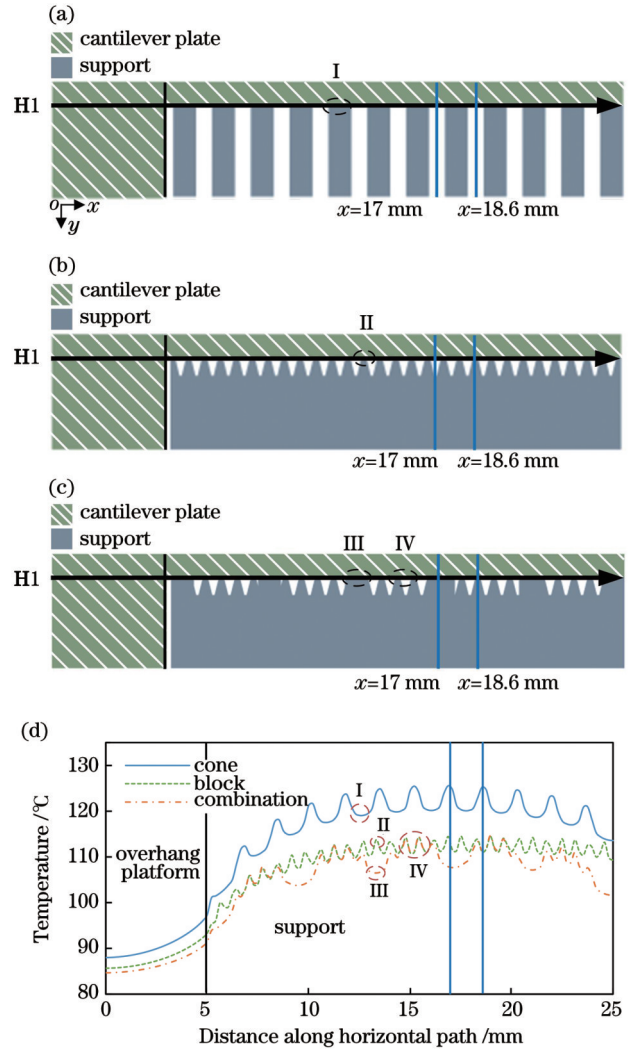 (a)
cantilever plate
support
I
H1
o x
y
x=17 mm x=18.6 mm
(b)
cantilever plate
support
II
H1
x=17 mm x=18.6 mm
(c)
cantilever plate
support
III IV
H1
x=17 mm x=18.6 mm
(d)
130
120
110
100
90
80
Temperature /℃
cone
block
combination
I
II
III
IV
overhang
platform
support
0 5 10 15 20 25
Distance along horizontal path /mm